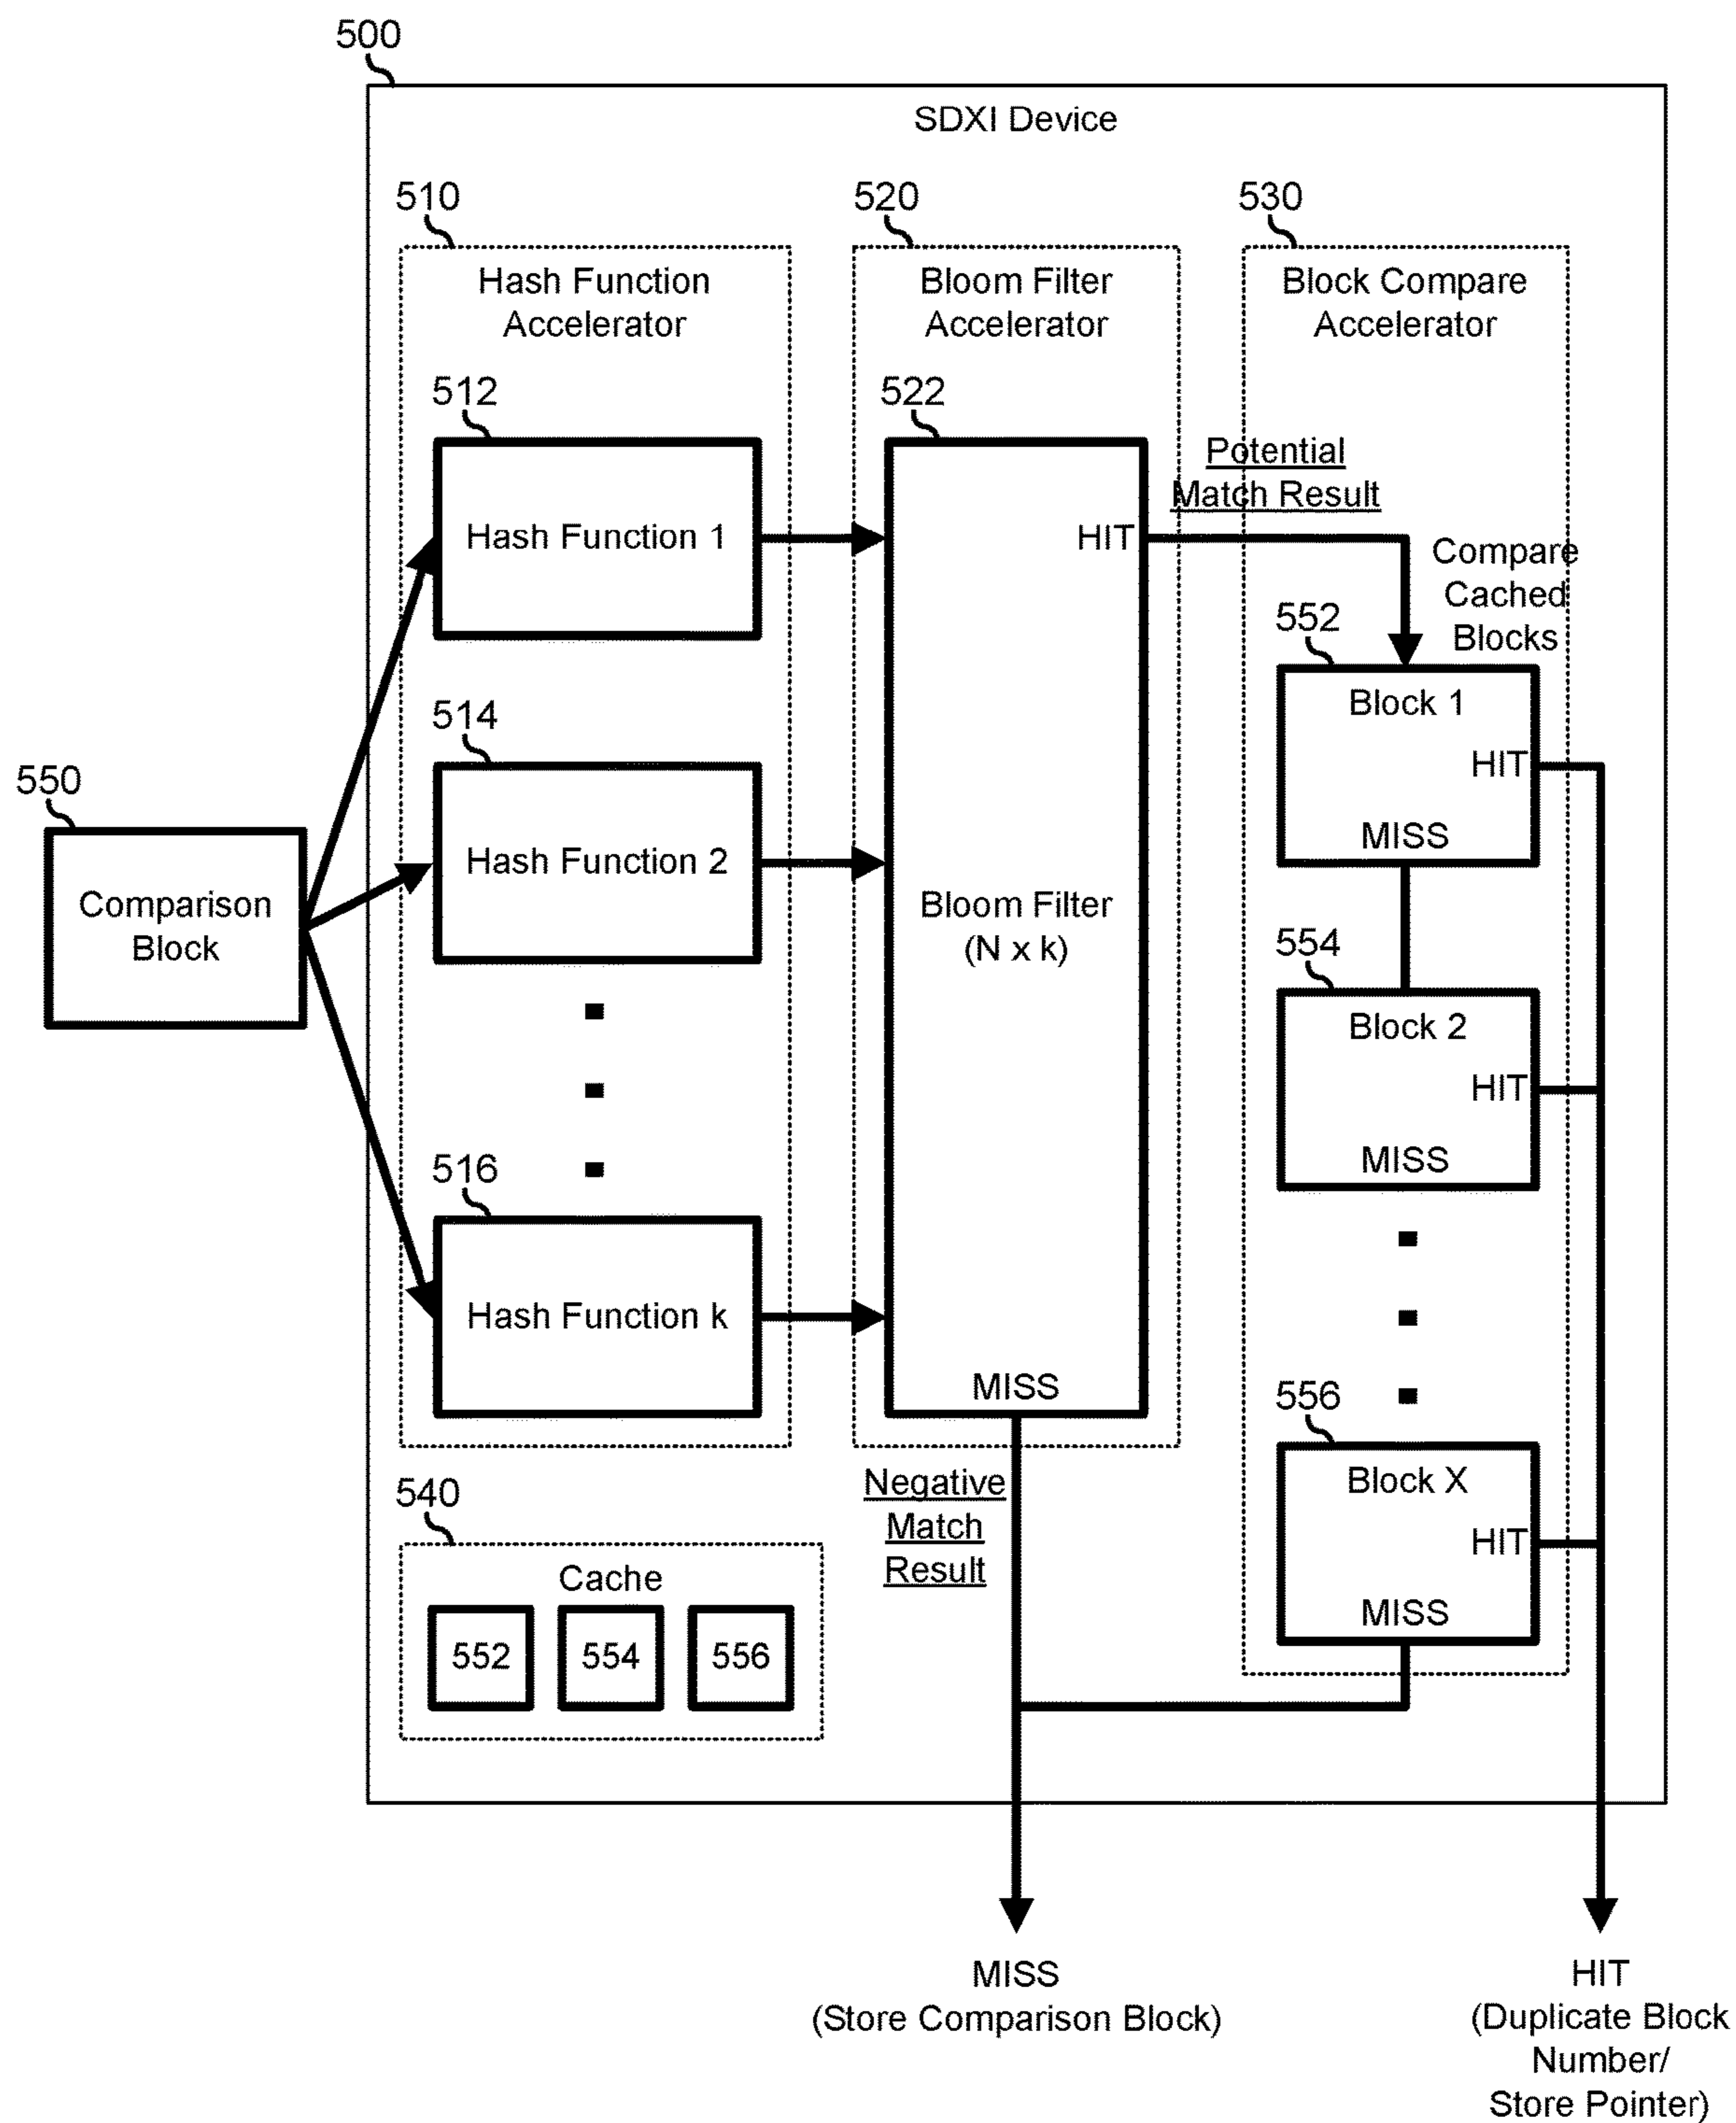 500
SDXI Device
510
520
530
Hash Function
Accelerator
Bloom Filter
Accelerator
Block Compare
Accelerator
512
522
Potential
Match Result
Hash Function 1
HIT
Compare
Cached
Blocks
552
Block 1
HIT
MISS
514
Hash Function 2
550
Comparison
Block
Bloom Filter
(N x k)
554
Block 2
HIT
MISS
516
Hash Function k
MISS
556
Block X
HIT
MISS
Negative
Match
Result
540
Cache
552
554
556
MISS
(Store Comparison Block)
HIT
(Duplicate Block
Number/
Store Pointer)